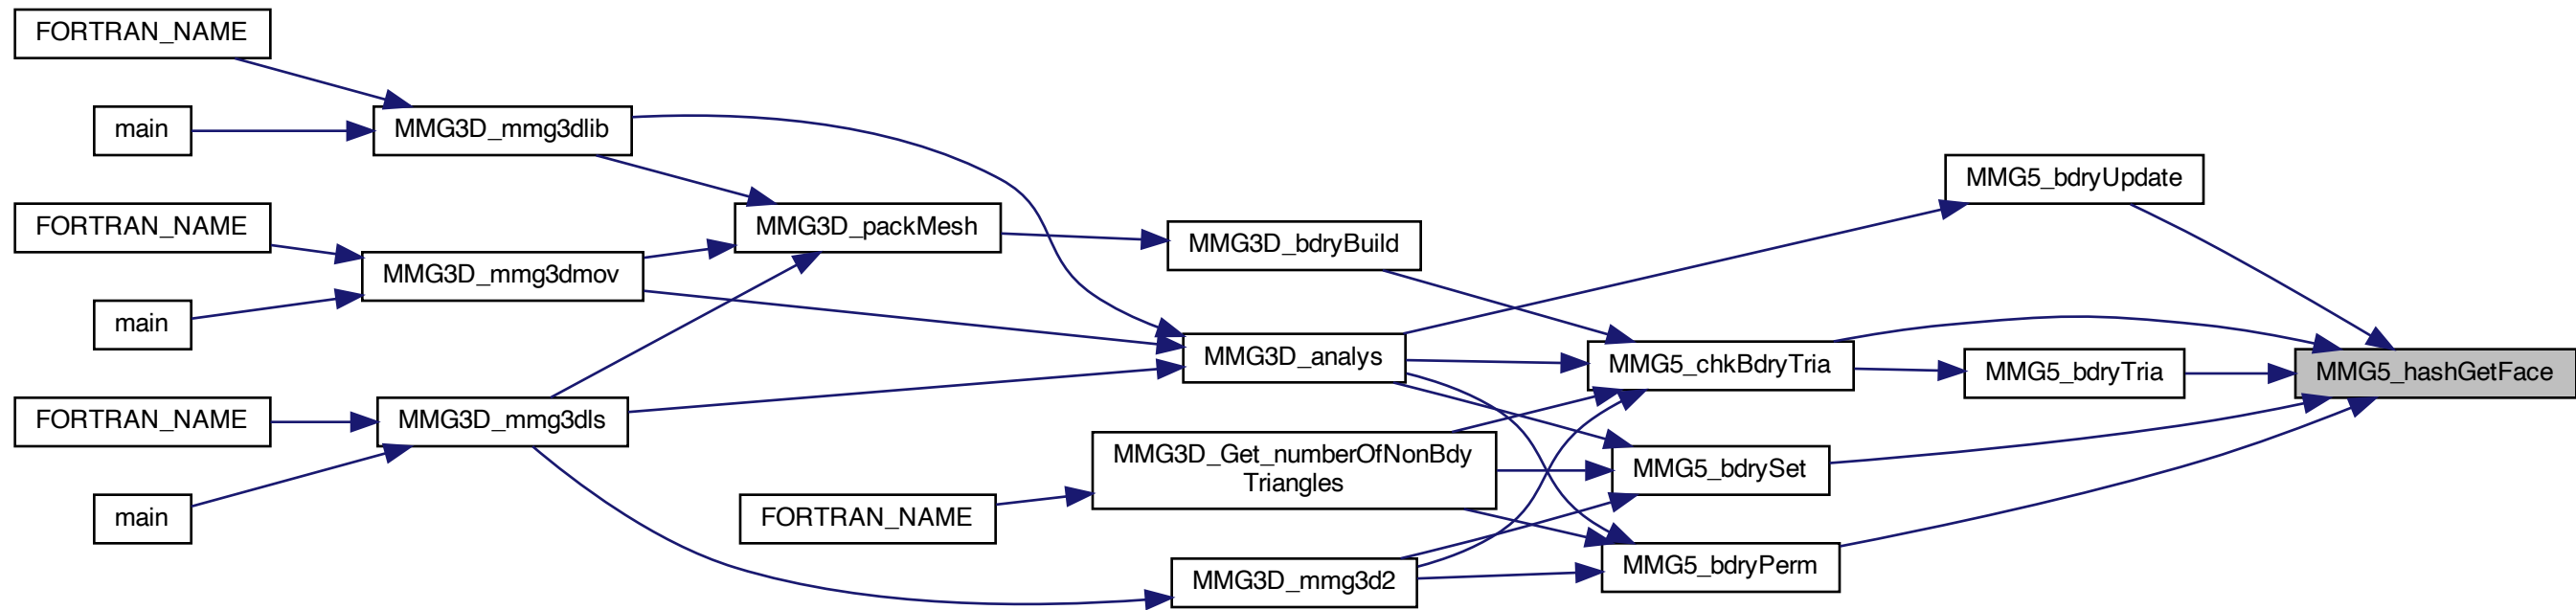 FORTRAN_NAME
main
MMG3D_mmg3dlib
FORTRAN_NAME
main
MMG3D_mmg3dmov
FORTRAN_NAME
main
MMG3D_mmg3dls
MMG3D_packMesh
FORTRAN_NAME
MMG3D_bdryBuild
MMG3D_analys
MMG3D_Get_numberOfNonBdy
Triangles
MMG3D_mmg3d2
MMG5_chkBdryTria
MMG5_bdrySet
MMG5_bdryPerm
MMG5_bdryUpdate
MMG5_bdryTria
MMG5_hashGetFace